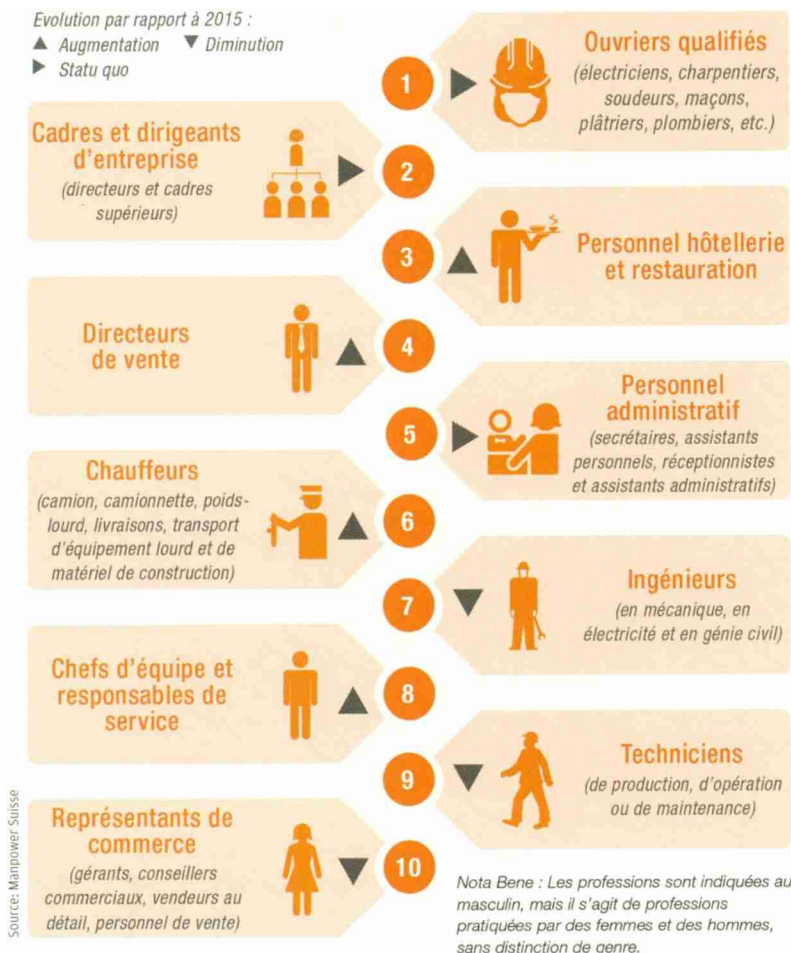 Evolution par rapport à 2015 :
▲ Augmentation ▼ Diminution
► Statu quo
1
Ouvriers qualifiés
(électriciens, charpentiers,
soudeurs, maçons,
plâtriers, plombiers, etc.)
Cadres et dirigeants
d'entreprise
(directeurs et cadres
supérieurs)
2
3
Personnel hôtellerie
et restauration
Directeurs
de vente
4
5
Personnel
administratif
(secrétaires, assistants
personnels, réceptionnistes
et assistants administratifs)
Chauffeurs
(camion, camionnette, poids-
lourd, livraisons, transport
d'équipement lourd et de
matériel de construction)
6
7
Ingénieurs
(en mécanique, en
électricité et en génie civil)
Chefs d'équipe et
responsables de
service
8
9
Techniciens
(de production, d'opération
ou de maintenance)
Représentants de
commerce
(gérants, conseillers
commerciaux, vendeurs au
détail, personnel de vente)
10
Nota Bene : Les professions sont indiquées au
masculin, mais il s'agit de professions
pratiquées par des femmes et des hommes,
sans distinction de genre.
Source: Manpower Suisse